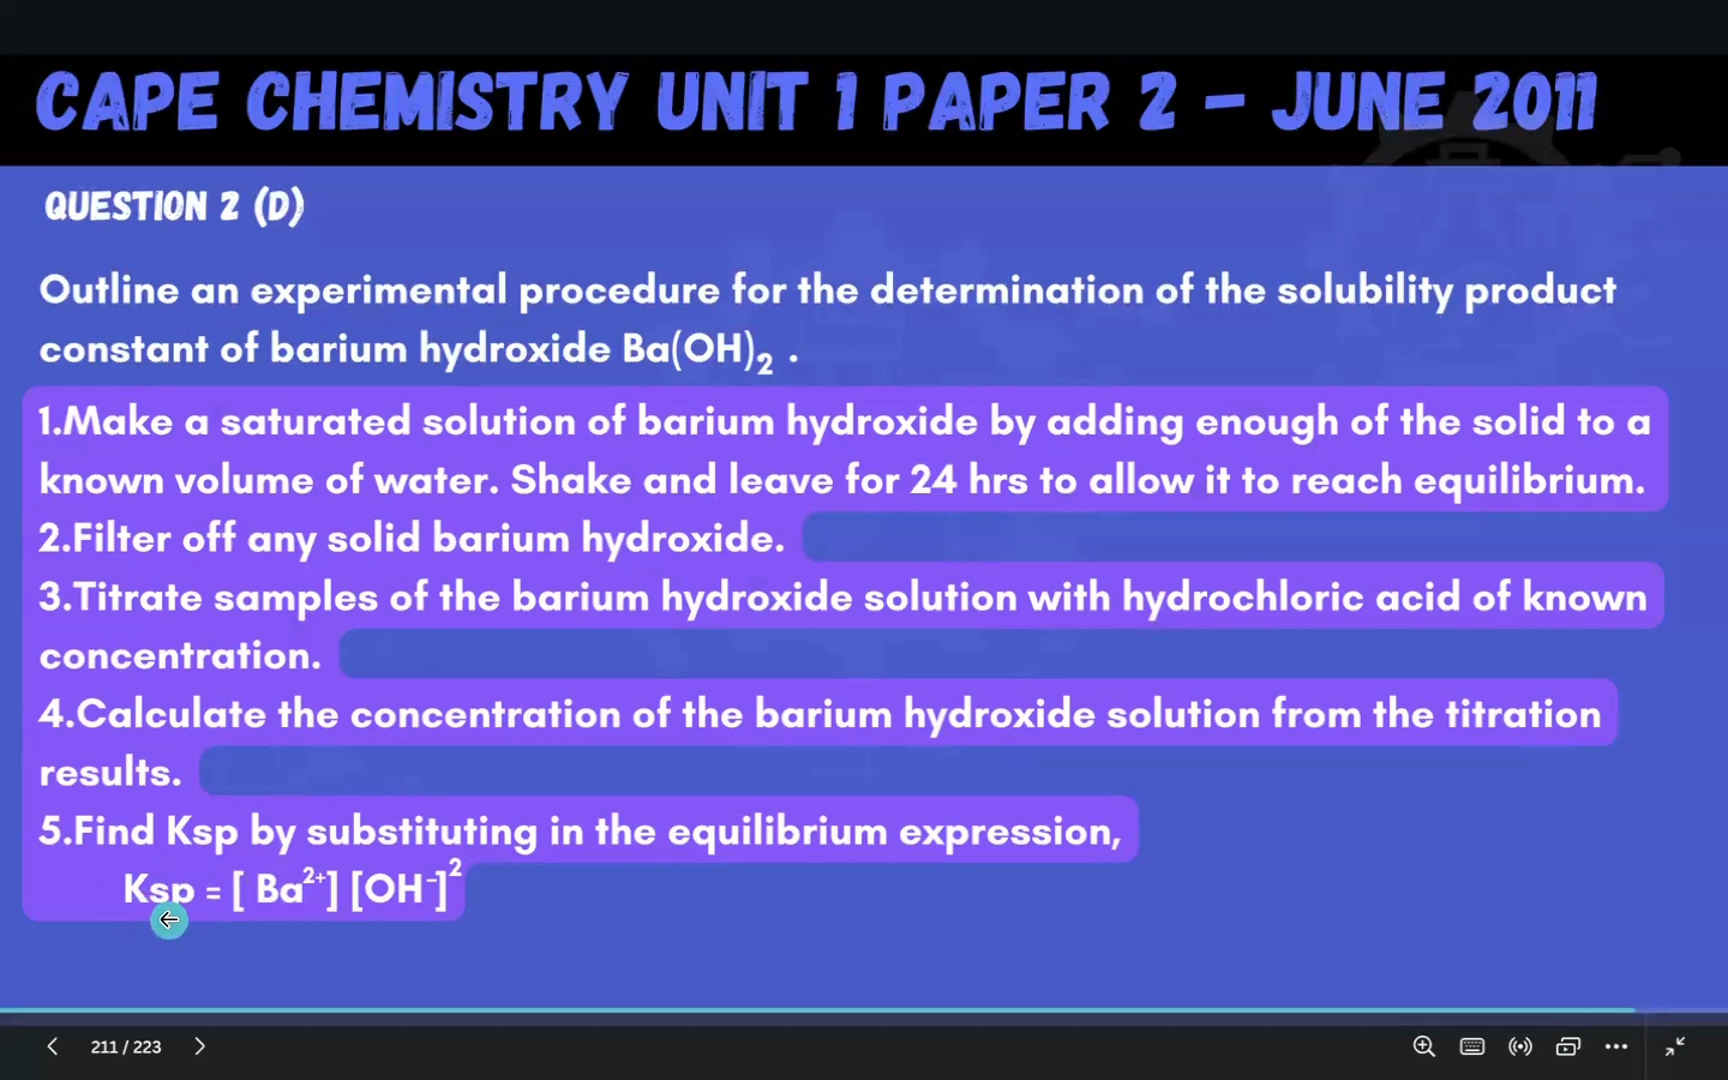 CAPE CHEMISTRY UNIT 1 PAPER 2 – JUNE 2011
QUESTION 2 (D)
Outline an experimental procedure for the determination of the solubility product
constant of barium hydroxide Ba(OH)₂ .
1.Make a saturated solution of barium hydroxide by adding enough of the solid to a
known volume of water. Shake and leave for 24 hrs to allow it to reach equilibrium.
2.Filter off any solid barium hydroxide.
3.Titrate samples of the barium hydroxide solution with hydrochloric acid of known
concentration.
4.Calculate the concentration of the barium hydroxide solution from the titration
results.
5.Find Ksp by substituting in the equilibrium expression,
Ksp = [ Ba²⁺] [OH⁻]²
211 / 223